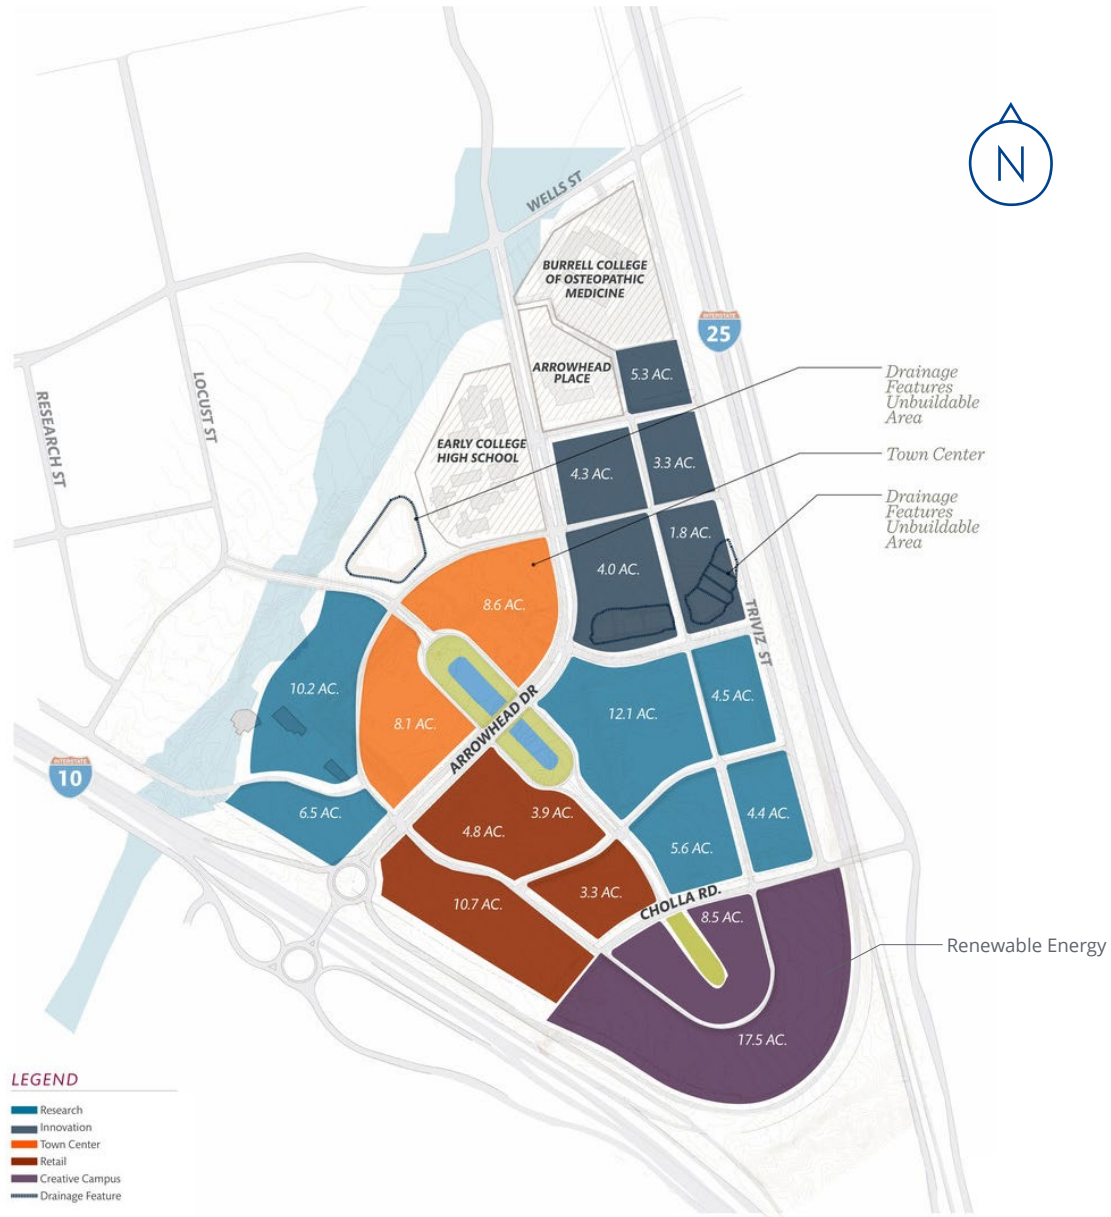 N
WELLS ST
BURRELL COLLEGE
OF OSTEOPATHIC
MEDICINE
INTERSTATE
25
ARROWHEAD
PLACE
5.3 AC.
Drainage
Features
Unbuildable
Area
LOCUST ST
RESEARCH ST
EARLY COLLEGE
HIGH SCHOOL
4.3 AC.
3.3 AC.
Town Center
Drainage
Features
Unbuildable
Area
1.8 AC.
4.0 AC.
8.6 AC.
TRIVIZ ST
10.2 AC.
8.1 AC.
ARROWHEAD DR
12.1 AC.
4.5 AC.
INTERSTATE
10
6.5 AC.
4.8 AC.
3.9 AC.
5.6 AC.
4.4 AC.
10.7 AC.
3.3 AC.
CHOLLA RD.
8.5 AC.
Renewable Energy
17.5 AC.
LEGEND
Research
Innovation
Town Center
Retail
Creative Campus
Drainage Feature